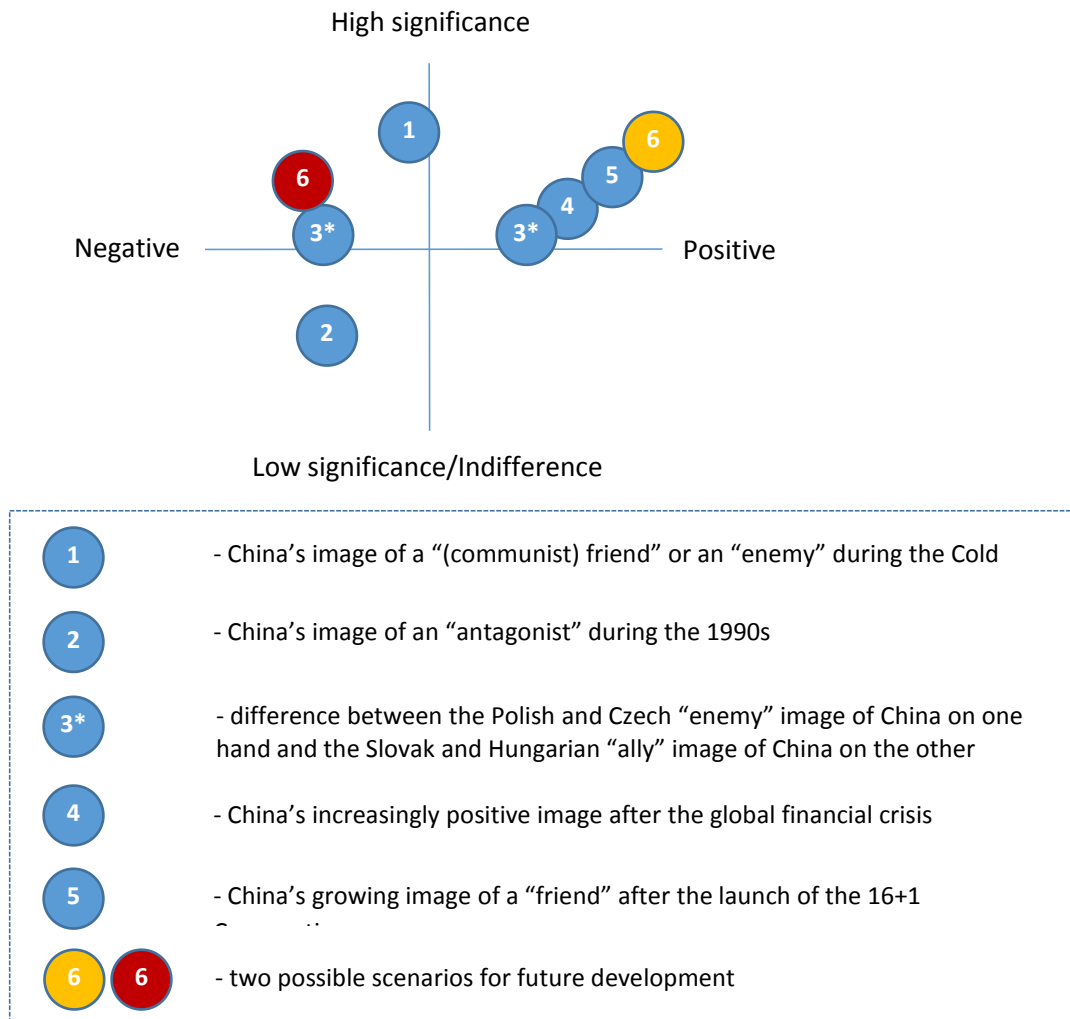 High significance
1
6
6
5
4
3*
3*
Negative
Positive
2
Low significance/Indifference
1
- China’s image of a “(communist) friend” or an “enemy” during the Cold
2
- China’s image of an “antagonist” during the 1990s
3*
- difference between the Polish and Czech “enemy” image of China on one
hand and the Slovak and Hungarian “ally” image of China on the other
4
- China’s increasingly positive image after the global financial crisis
5
- China’s growing image of a “friend” after the launch of the 16+1
6
6
- two possible scenarios for future development